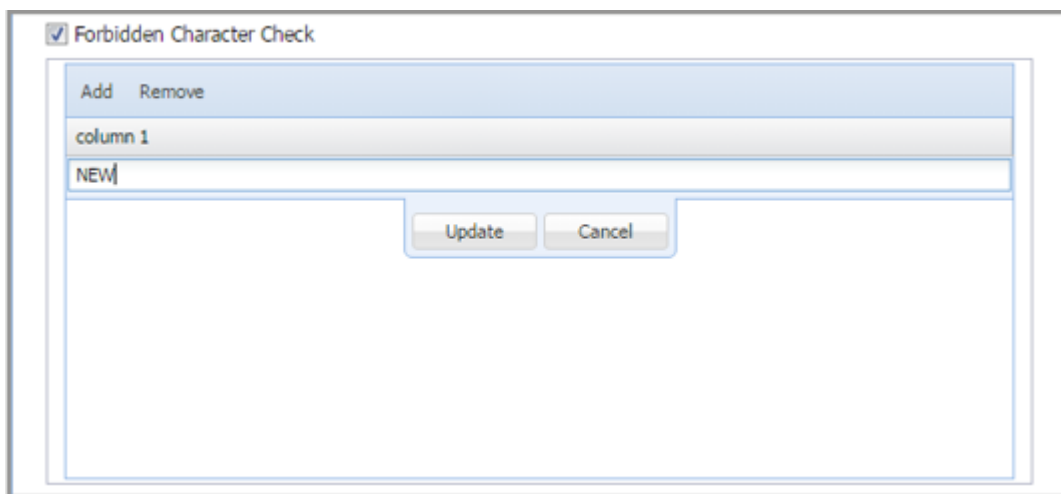 Forbidden Character Check
Add Remove
column 1
NEW
Update Cancel